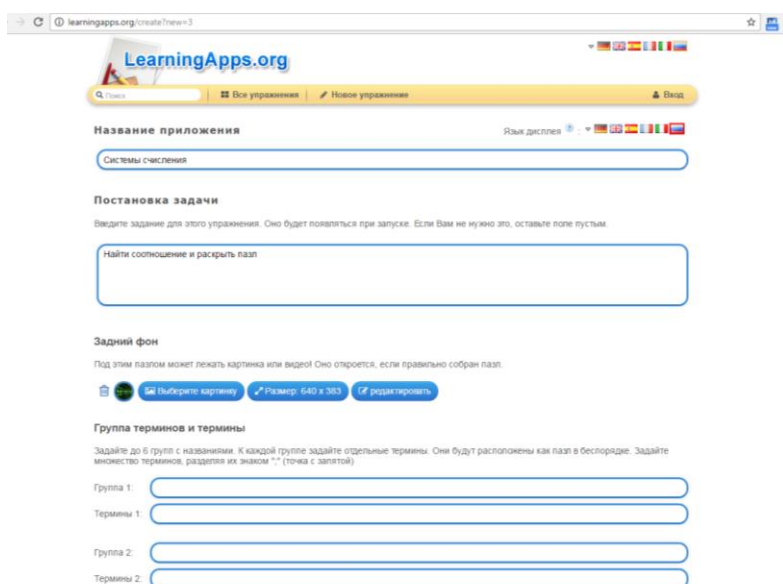 learningapps.org/create?new=3
LearningApps.org
Поиск
Все упражнения
Новое упражнение
Вход
Название приложения
Язык дисплея ? :
Системы счисления
Постановка задачи
Введите задание для этого упражнения. Оно будет появляться при запуске. Если Вам не нужно это, оставьте поле пустым.
Найти соотношение и раскрыть пазл
Задний фон
Под этим пазлом может лежать картинка или видео! Оно откроется, если правильно собран пазл.
Выберите картинку
Размер: 640 x 383
редактировать
Группа терминов и термины
Задайте до 6 групп с названиями. К каждой группе задайте отдельные термины. Они будут расположены как пазл в беспорядке. Задайте
множество терминов, разделяя их знаком ";" (точка с запятой)
Группа 1:
Термины 1:
Группа 2:
Термины 2: